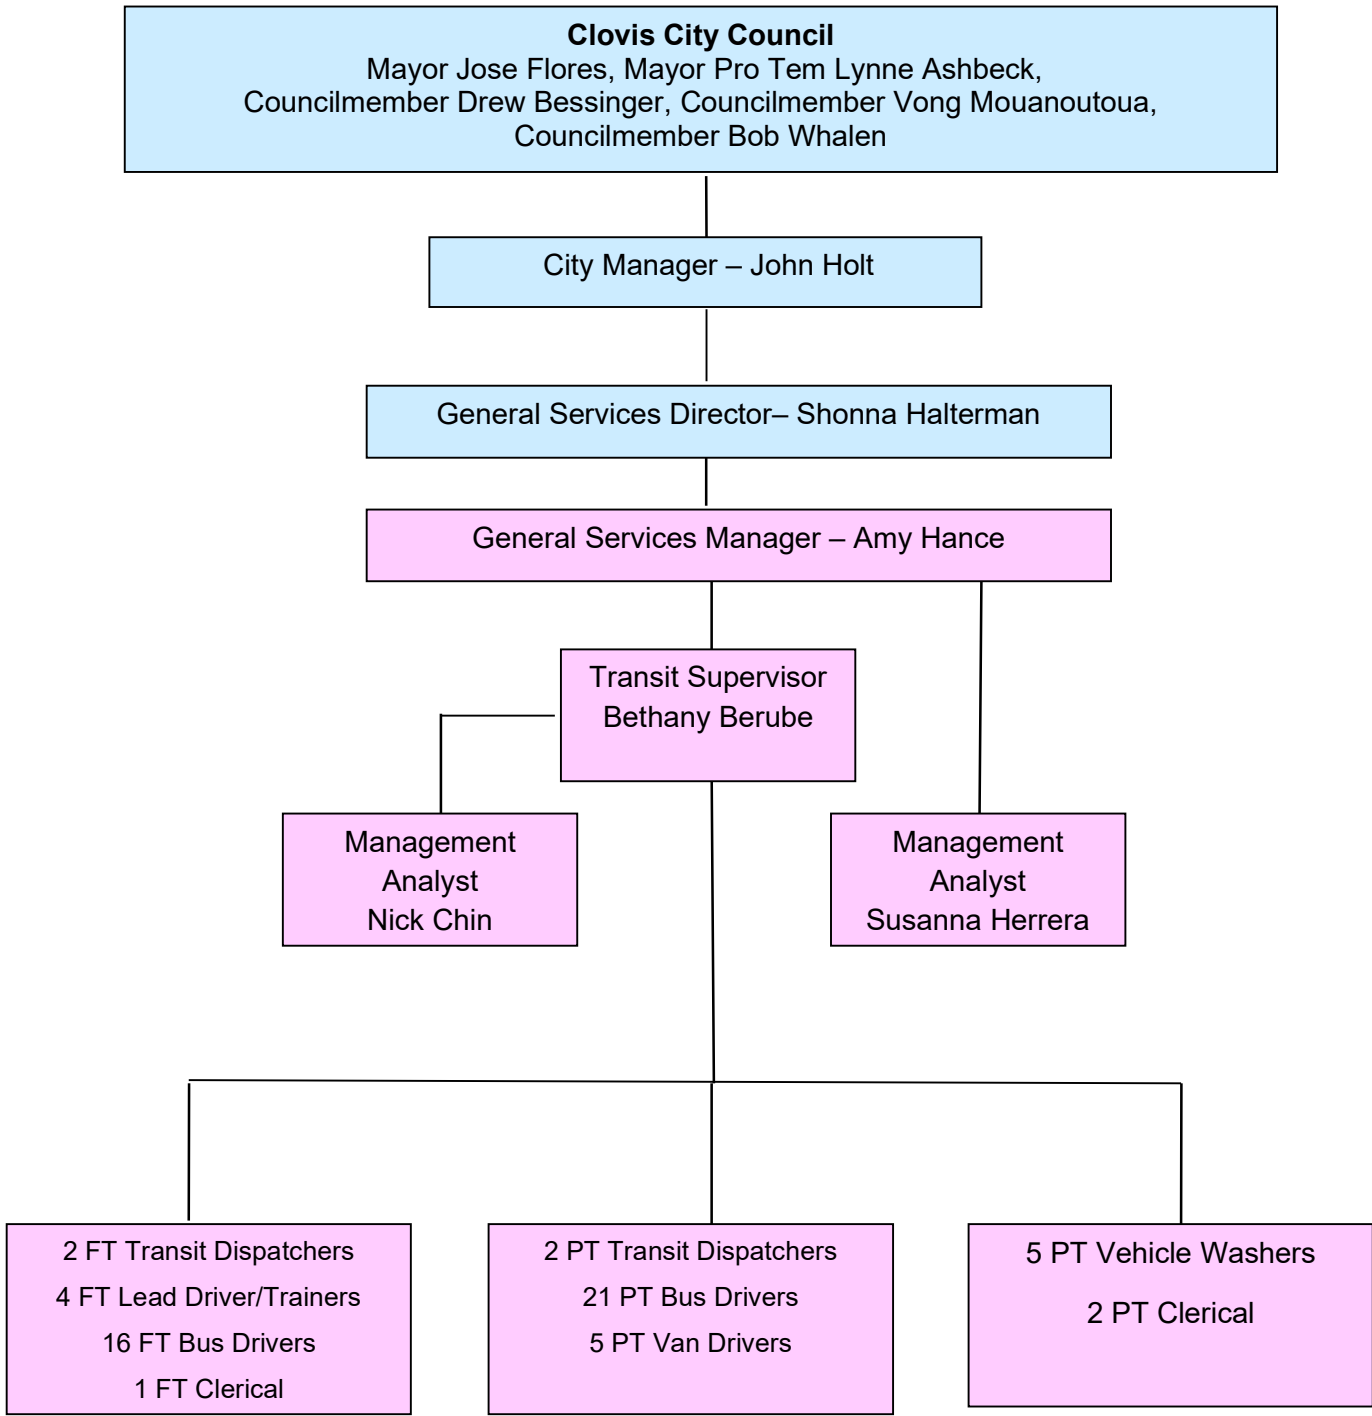 Clovis City Council
Mayor Jose Flores, Mayor Pro Tem Lynne Ashbeck,
Councilmember Drew Bessinger, Councilmember Vong Mouanoutoua,
Councilmember Bob Whalen
City Manager – John Holt
General Services Director– Shonna Halterman
General Services Manager – Amy Hance
Transit Supervisor
Bethany Berube
Management
Analyst
Nick Chin
Management
Analyst
Susanna Herrera
2 FT Transit Dispatchers
4 FT Lead Driver/Trainers
16 FT Bus Drivers
1 FT Clerical
2 PT Transit Dispatchers
21 PT Bus Drivers
5 PT Van Drivers
5 PT Vehicle Washers
2 PT Clerical